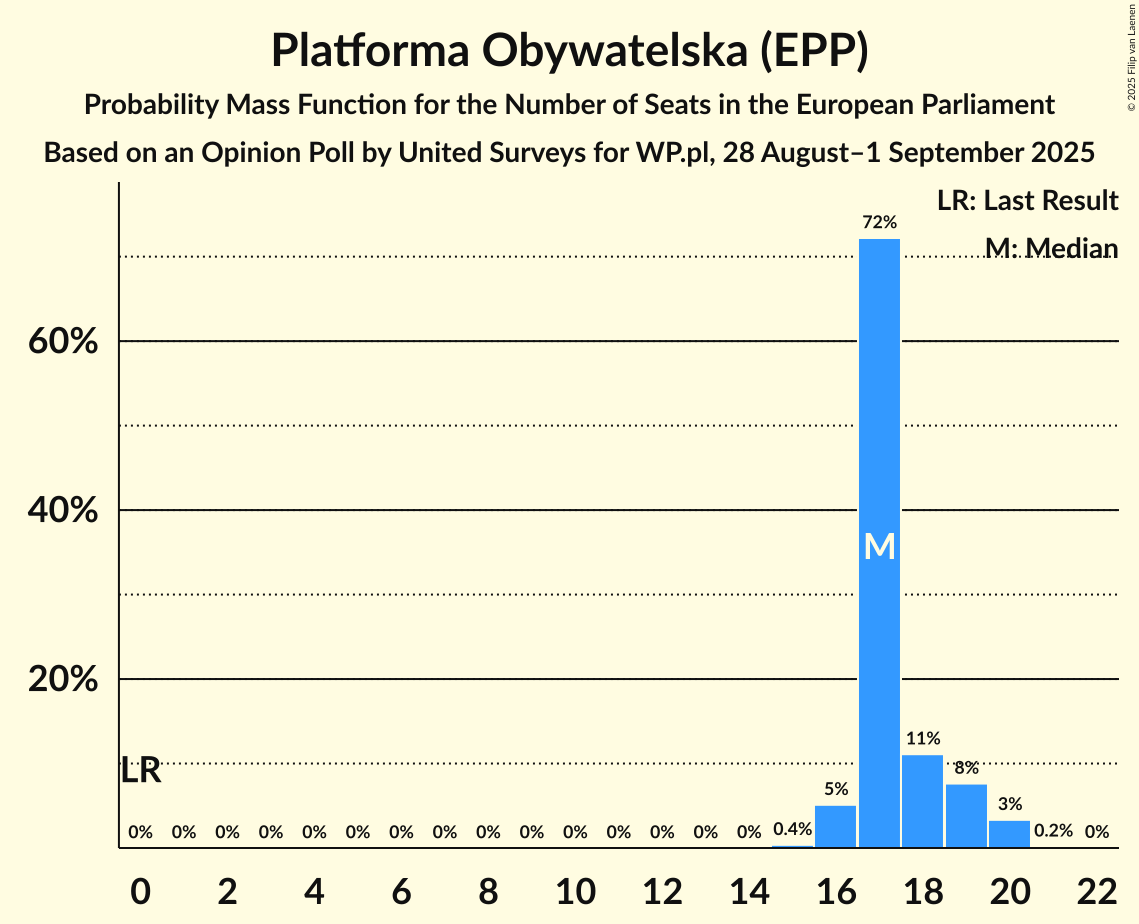 Platforma Obywatelska (EPP)
Probability Mass Function for the Number of Seats in the European Parliament
Based on an Opinion Poll by United Surveys for WP.pl, 28 August–1 September 2025
© 2025 Filip van Laenen
LR: Last Result
M: Median
72%
60%
40%
M
20%
11%
LR
8%
5%
3%
0% 0% 0% 0% 0% 0% 0% 0% 0% 0% 0% 0% 0% 0% 0% 0.4% 0.2% 0%
0 2 4 6 8 10 12 14 16 18 20 22